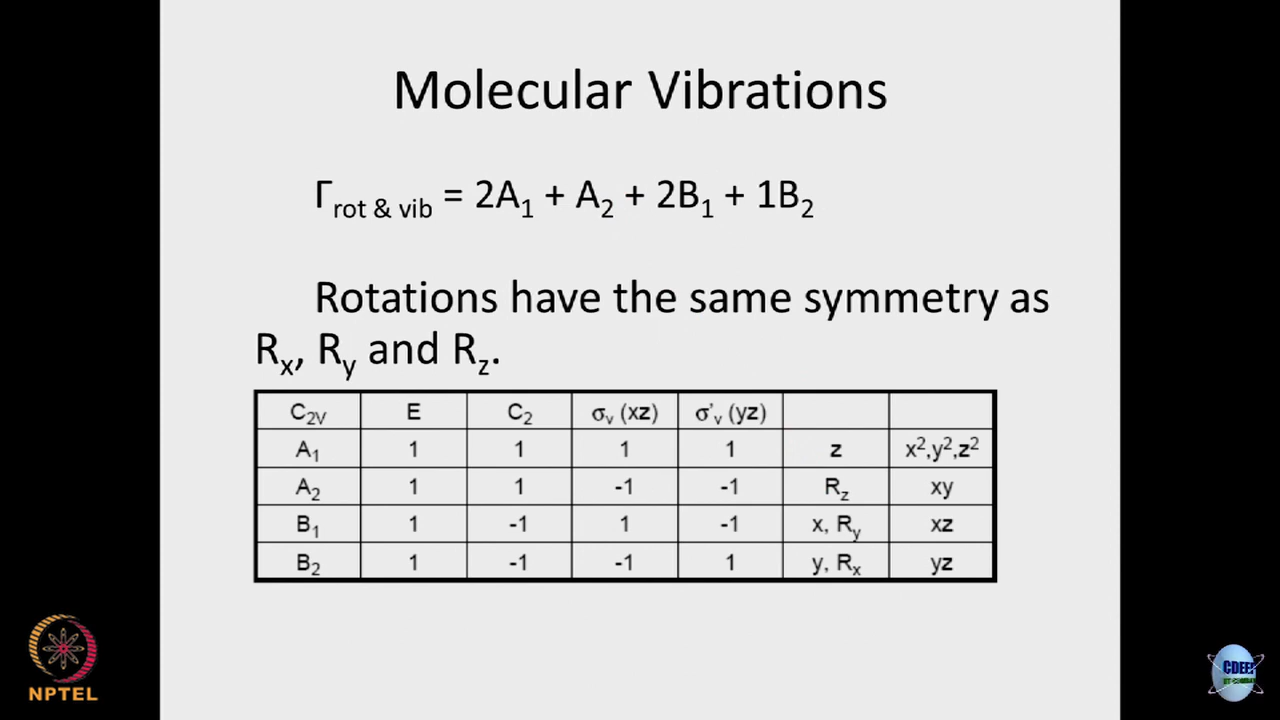 Molecular Vibrations
Γrot & vib = 2A1 + A2 + 2B1 + 1B2
Rotations have the same symmetry as
Rx, Ry and Rz.
C2V E C2 σv (xz) σ'v (yz)
A1 1 1 1 1 z x²,y²,z²
A2 1 1 -1 -1 Rz xy
B1 1 -1 1 -1 x, Ry xz
B2 1 -1 -1 1 y, Rx yz
NPTEL